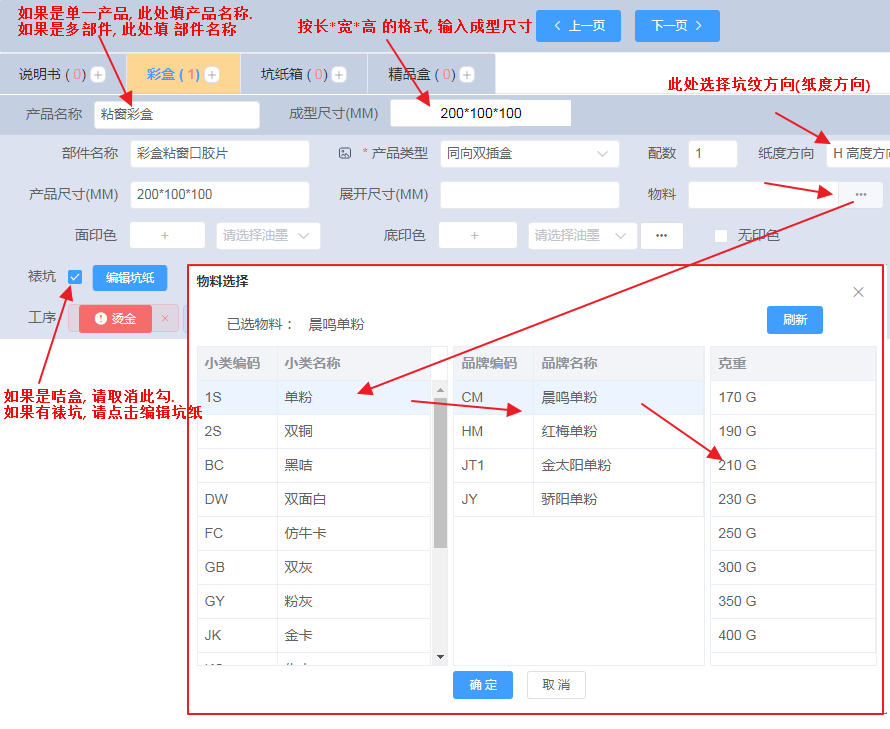 如果是单一产品, 此处填产品名称.
如果是多部件, 此处填 部件名称
按长*宽*高 的格式, 输入成型尺寸
上一页
下一页
说明书 ( 0) +
彩盒 ( 1) +
坑纸箱 ( 0) +
精品盒 ( 0) +
此处选择坑纹方向(纸度方向)
产品名称 粘窗彩盒
成型尺寸(MM) 200*100*100
部件名称 彩盒粘窗口胶片
* 产品类型 同向双插盒
配数 1
纸度方向 H 高度方向
产品尺寸(MM) 200*100*100
展开尺寸(MM)
物料 •••
面印色 + 请选择油墨
底印色 + 请选择油墨 •••
无印色
裱坑 编辑坑纸
工序 烫金 ×
如果是咭盒, 请取消此勾.
如果有裱坑, 请点击编辑坑纸
物料选择
已选物料： 晨鸣单粉
刷新
小类编码 小类名称 品牌编码 品牌名称 克重
1S 单粉 CM 晨鸣单粉 170 G
2S 双铜 HM 红梅单粉 190 G
BC 黑咭 JT1 金太阳单粉 210 G
DW 双面白 JY 骄阳单粉 230 G
FC 仿牛卡 250 G
GB 双灰 300 G
GY 粉灰 350 G
JK 金卡 400 G
确 定
取 消